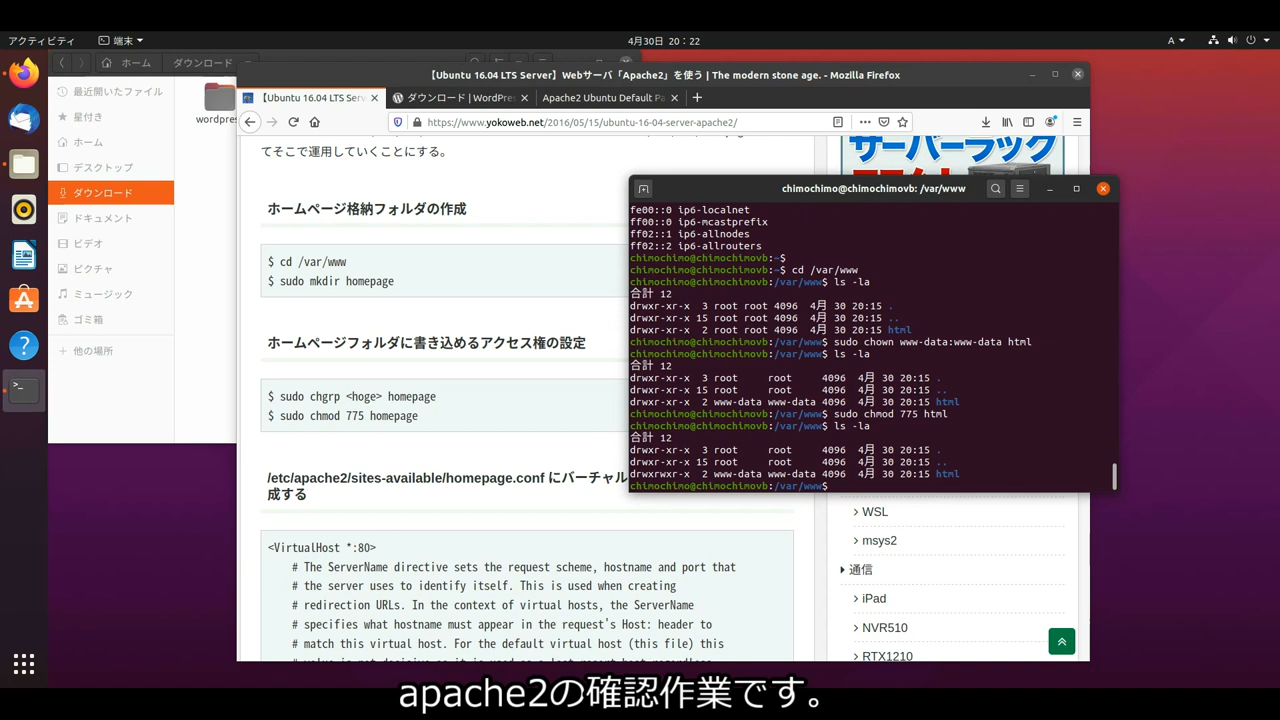 アクティビティ
端末
4月30日 20：22
A
ホーム
ダウンロード
最近開いたファイル
星付き
ホーム
デスクトップ
ダウンロード
ドキュメント
ビデオ
ピクチャ
ミュージック
ゴミ箱
他の場所
wordpres
【Ubuntu 16.04 LTS Server】Webサーバ「Apache2」を使う | The modern stone age. - Mozilla Firefox
【Ubuntu 16.04 LTS Serv
ダウンロード | WordPres
Apache2 Ubuntu Default Pa
https://www.yokoweb.net/2016/05/15/ubuntu-16-04-server-apache2/
てそこで運用していくことにする。
ホームページ格納フォルダの作成
$ cd /var/www
$ sudo mkdir homepage
ホームページフォルダに書き込めるアクセス権の設定
$ sudo chgrp <hoge> homepage
$ sudo chmod 775 homepage
/etc/apache2/sites-available/homepage.conf にバーチャル
成する
<VirtualHost *:80>
# The ServerName directive sets the request scheme, hostname and port that
# the server uses to identify itself. This is used when creating
# redirection URLs. In the context of virtual hosts, the ServerName
# specifies what hostname must appear in the request's Host: header to
# match this virtual host. For the default virtual host (this file) this
サーバーラック
chimochimo@chimochimovb: /var/www
fe00::0 ip6-localnet
ff00::0 ip6-mcastprefix
ff02::1 ip6-allnodes
ff02::2 ip6-allrouters
chimochimo@chimochimovb:~$
chimochimo@chimochimovb:~$ cd /var/www
chimochimo@chimochimovb:/var/www$ ls -la
合計 12
drwxr-xr-x 3 root root 4096 4月 30 20:15 .
drwxr-xr-x 15 root root 4096 4月 30 20:15 ..
drwxr-xr-x 2 root root 4096 4月 30 20:15 html
chimochimo@chimochimovb:/var/www$ sudo chown www-data:www-data html
chimochimo@chimochimovb:/var/www$ ls -la
合計 12
drwxr-xr-x 3 root root 4096 4月 30 20:15 .
drwxr-xr-x 15 root root 4096 4月 30 20:15 ..
drwxr-xr-x 2 www-data www-data 4096 4月 30 20:15 html
chimochimo@chimochimovb:/var/www$ sudo chmod 775 html
chimochimo@chimochimovb:/var/www$ ls -la
合計 12
drwxr-xr-x 3 root root 4096 4月 30 20:15 .
drwxr-xr-x 15 root root 4096 4月 30 20:15 ..
drwxrwxr-x 2 www-data www-data 4096 4月 30 20:15 html
chimochimo@chimochimovb:/var/www$
WSL
msys2
通信
iPad
NVR510
RTX1210
apache2の確認作業です。